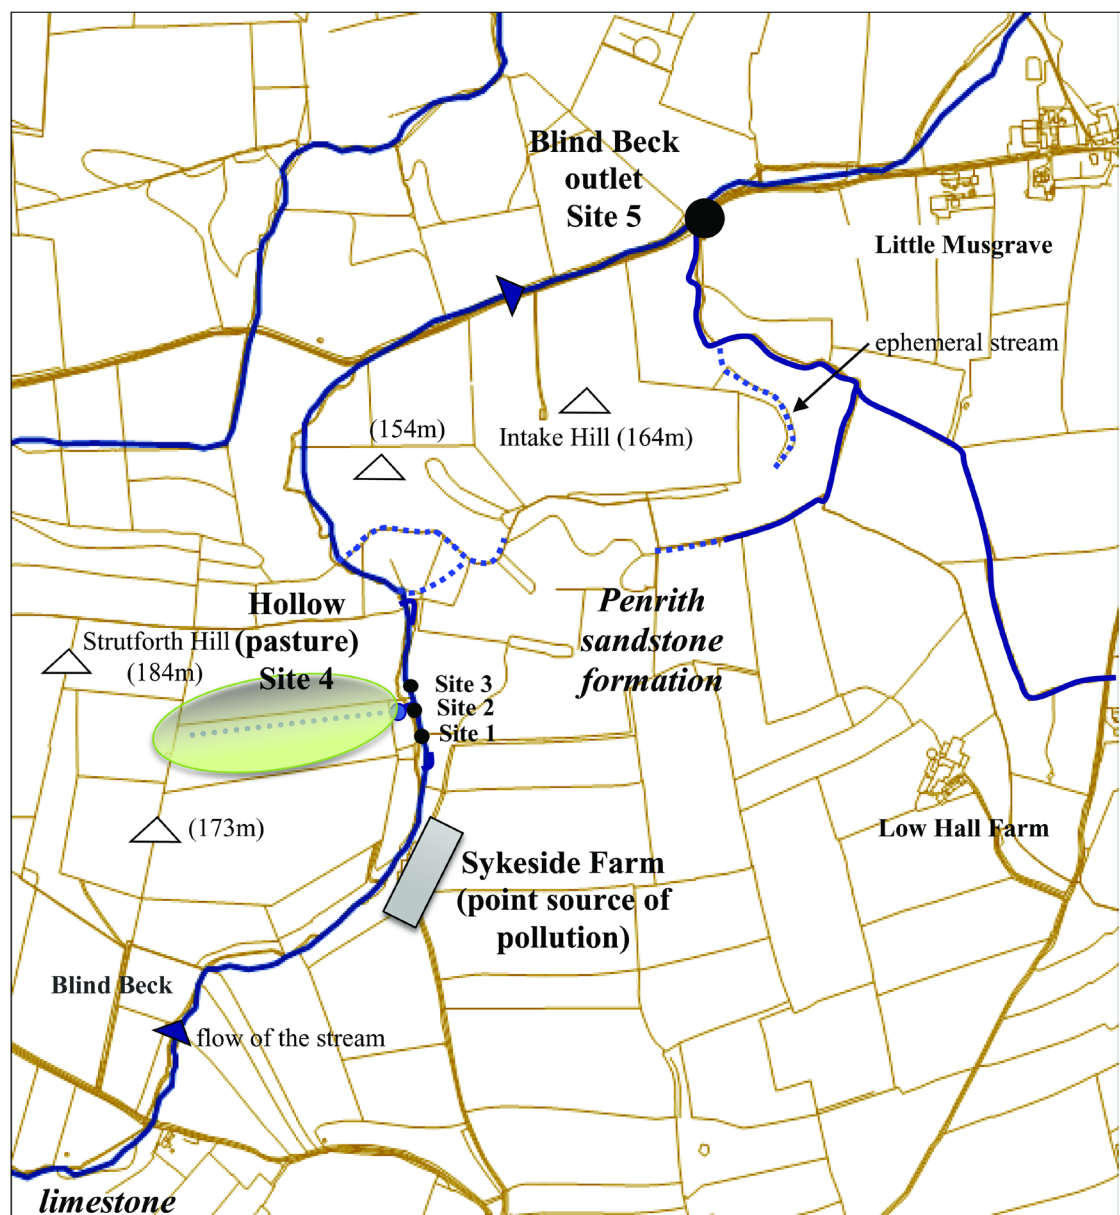 Blind Beck
outlet
Site 5
Little Musgrave
ephemeral stream
(154m)
Intake Hill (164m)
Hollow
(pasture)
Site 4
Strutforth Hill
(184m)
Penrith
sandstone
formation
Site 3
Site 2
Site 1
(173m)
Low Hall Farm
Sykeside Farm
(point source of
pollution)
Blind Beck
flow of the stream
limestone